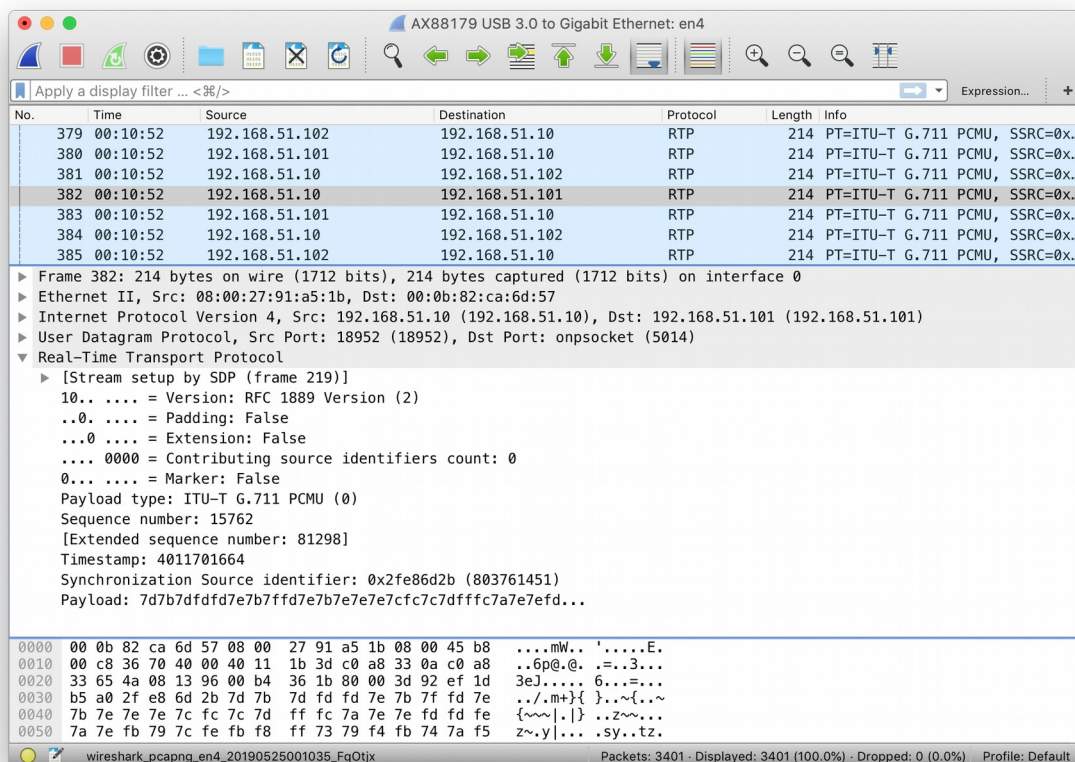 AX88179 USB 3.0 to Gigabit Ethernet: en4
Apply a display filter ... <⌘/> Expression... +
No. Time Source Destination Protocol Length Info
379 00:10:52 192.168.51.102 192.168.51.10 RTP 214 PT=ITU-T G.711 PCMU, SSRC=0x…
380 00:10:52 192.168.51.101 192.168.51.10 RTP 214 PT=ITU-T G.711 PCMU, SSRC=0x…
381 00:10:52 192.168.51.10 192.168.51.102 RTP 214 PT=ITU-T G.711 PCMU, SSRC=0x…
382 00:10:52 192.168.51.10 192.168.51.101 RTP 214 PT=ITU-T G.711 PCMU, SSRC=0x…
383 00:10:52 192.168.51.101 192.168.51.10 RTP 214 PT=ITU-T G.711 PCMU, SSRC=0x…
384 00:10:52 192.168.51.10 192.168.51.102 RTP 214 PT=ITU-T G.711 PCMU, SSRC=0x…
385 00:10:52 192.168.51.102 192.168.51.10 RTP 214 PT=ITU-T G.711 PCMU, SSRC=0x…
Frame 382: 214 bytes on wire (1712 bits), 214 bytes captured (1712 bits) on interface 0
Ethernet II, Src: 08:00:27:91:a5:1b, Dst: 00:0b:82:ca:6d:57
Internet Protocol Version 4, Src: 192.168.51.10 (192.168.51.10), Dst: 192.168.51.101 (192.168.51.101)
User Datagram Protocol, Src Port: 18952 (18952), Dst Port: onpsocket (5014)
Real-Time Transport Protocol
[Stream setup by SDP (frame 219)]
10.. .... = Version: RFC 1889 Version (2)
..0. .... = Padding: False
...0 .... = Extension: False
.... 0000 = Contributing source identifiers count: 0
0... .... = Marker: False
Payload type: ITU-T G.711 PCMU (0)
Sequence number: 15762
[Extended sequence number: 81298]
Timestamp: 4011701664
Synchronization Source identifier: 0x2fe86d2b (803761451)
Payload: 7d7b7dfdfd7e7b7ffd7e7b7e7e7e7cfc7c7dfffc7a7e7efd...
0000 00 0b 82 ca 6d 57 08 00 27 91 a5 1b 08 00 45 b8 ....mW.. '.....E.
0010 00 c8 36 70 40 00 40 11 1b 3d c0 a8 33 0a c0 a8 ..6p@.@. .=..3...
0020 33 65 4a 08 13 96 00 b4 36 1b 80 00 3d 92 ef 1d 3eJ..... 6...=...
0030 b5 a0 2f e8 6d 2b 7d 7b 7d fd fd 7e 7b 7f fd 7e ../.m+}{ }..~{..~
0040 7b 7e 7e 7e 7c fc 7c 7d ff fc 7a 7e 7e fd fd fe {~~~|.|} ..z~~...
0050 7a 7e fb 79 7c fe fb f8 ff 73 79 f4 fb 74 7a f5 z~.y|... .sy..tz.
wireshark_pcapng_en4_20190525001035_FqOtjx Packets: 3401 · Displayed: 3401 (100.0%) · Dropped: 0 (0.0%) Profile: Default